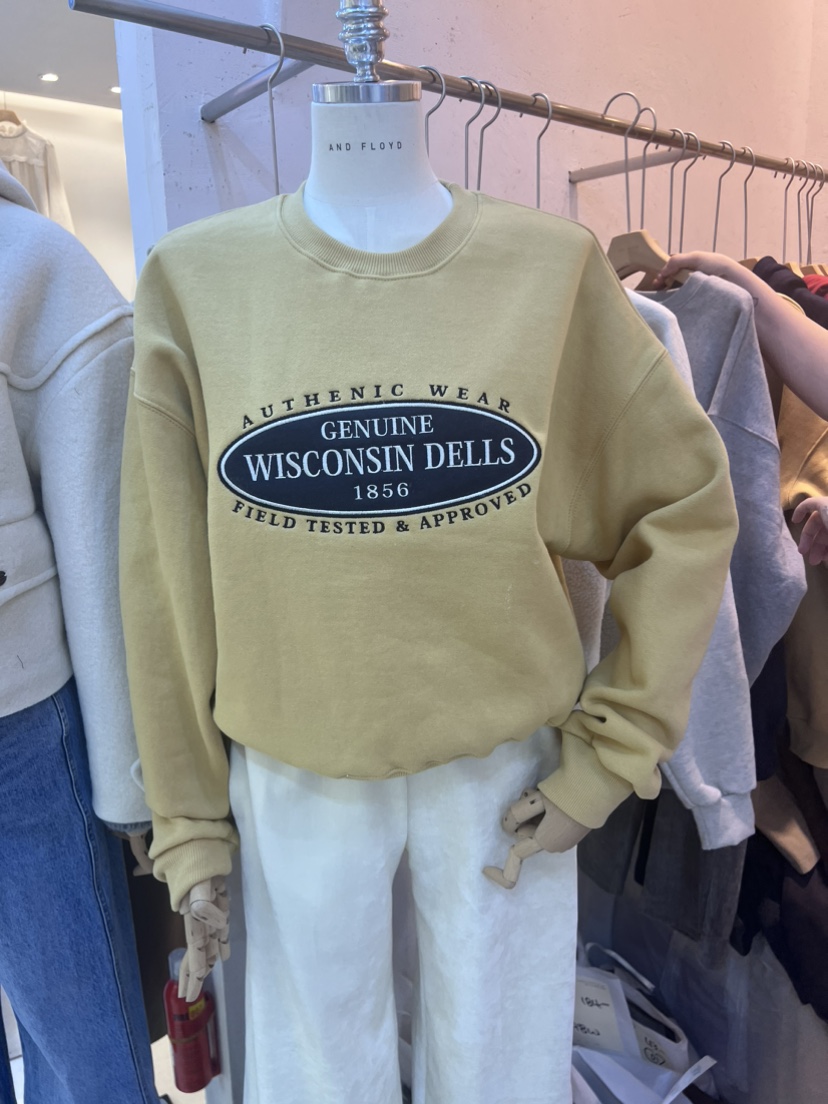 AND FLOYD
AUTHENIC WEAR
GENUINE
WISCONSIN DELLS
1856
FIELD TESTED & APPROVED